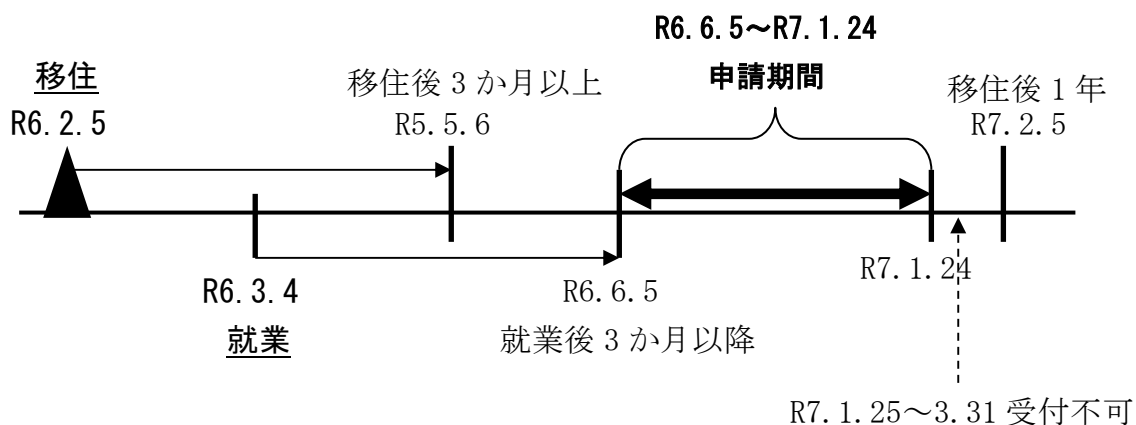 R6.6.5～R7.1.24
申請期間
移住
R6.2.5
移住後3か月以上
R5.5.6
移住後1年
R7.2.5
R6.3.4
就業
R6.6.5
就業後3か月以降
R7.1.24
R7.1.25～3.31受付不可